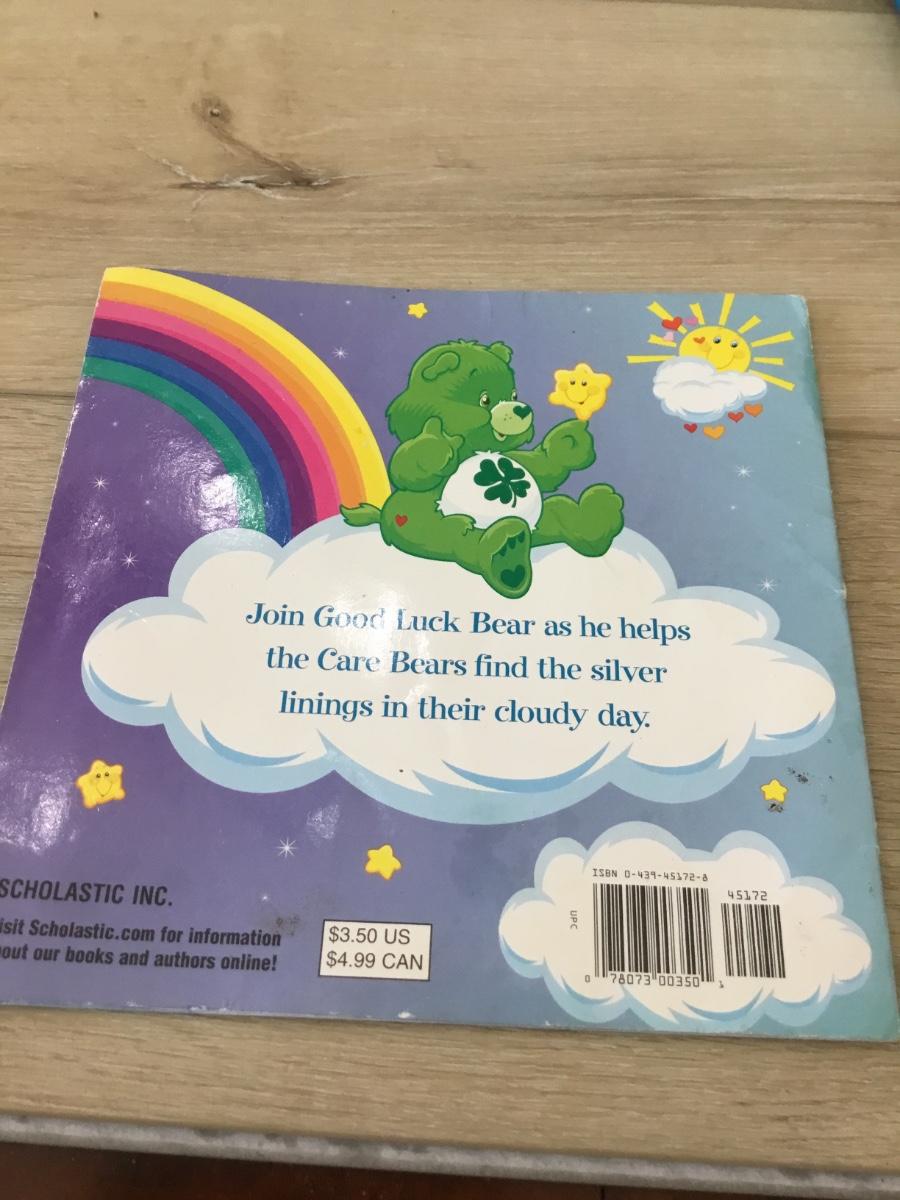 Join Good Luck Bear as he helps
the Care Bears find the silver
linings in their cloudy day.
SCHOLASTIC INC.
isit Scholastic.com for information
out our books and authors online!
$3.50 US
$4.99 CAN
ISBN 0-439-45172-8
45172
UPC
0 78073 00350 1